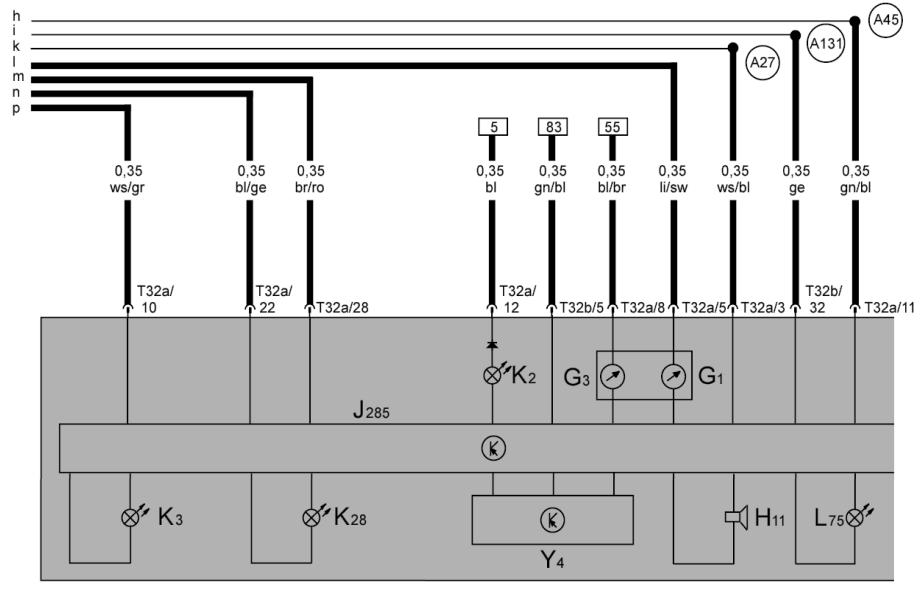 h
i
k
l
m
n
p
A45
A131
A27
5
83
55
0,35
ws/gr
0,35
bl/ge
0,35
br/ro
0,35
bl
0,35
gn/bl
0,35
bl/br
0,35
li/sw
0,35
ws/bl
0,35
ge
0,35
gn/bl
T32a/
10
T32a/
22
T32a/28
T32a/
12
T32b/5
T32a/8
T32a/5
T32a/3
T32b/
32
T32a/11
K2
G3
G1
J285
K3
K28
Y4
H11
L75